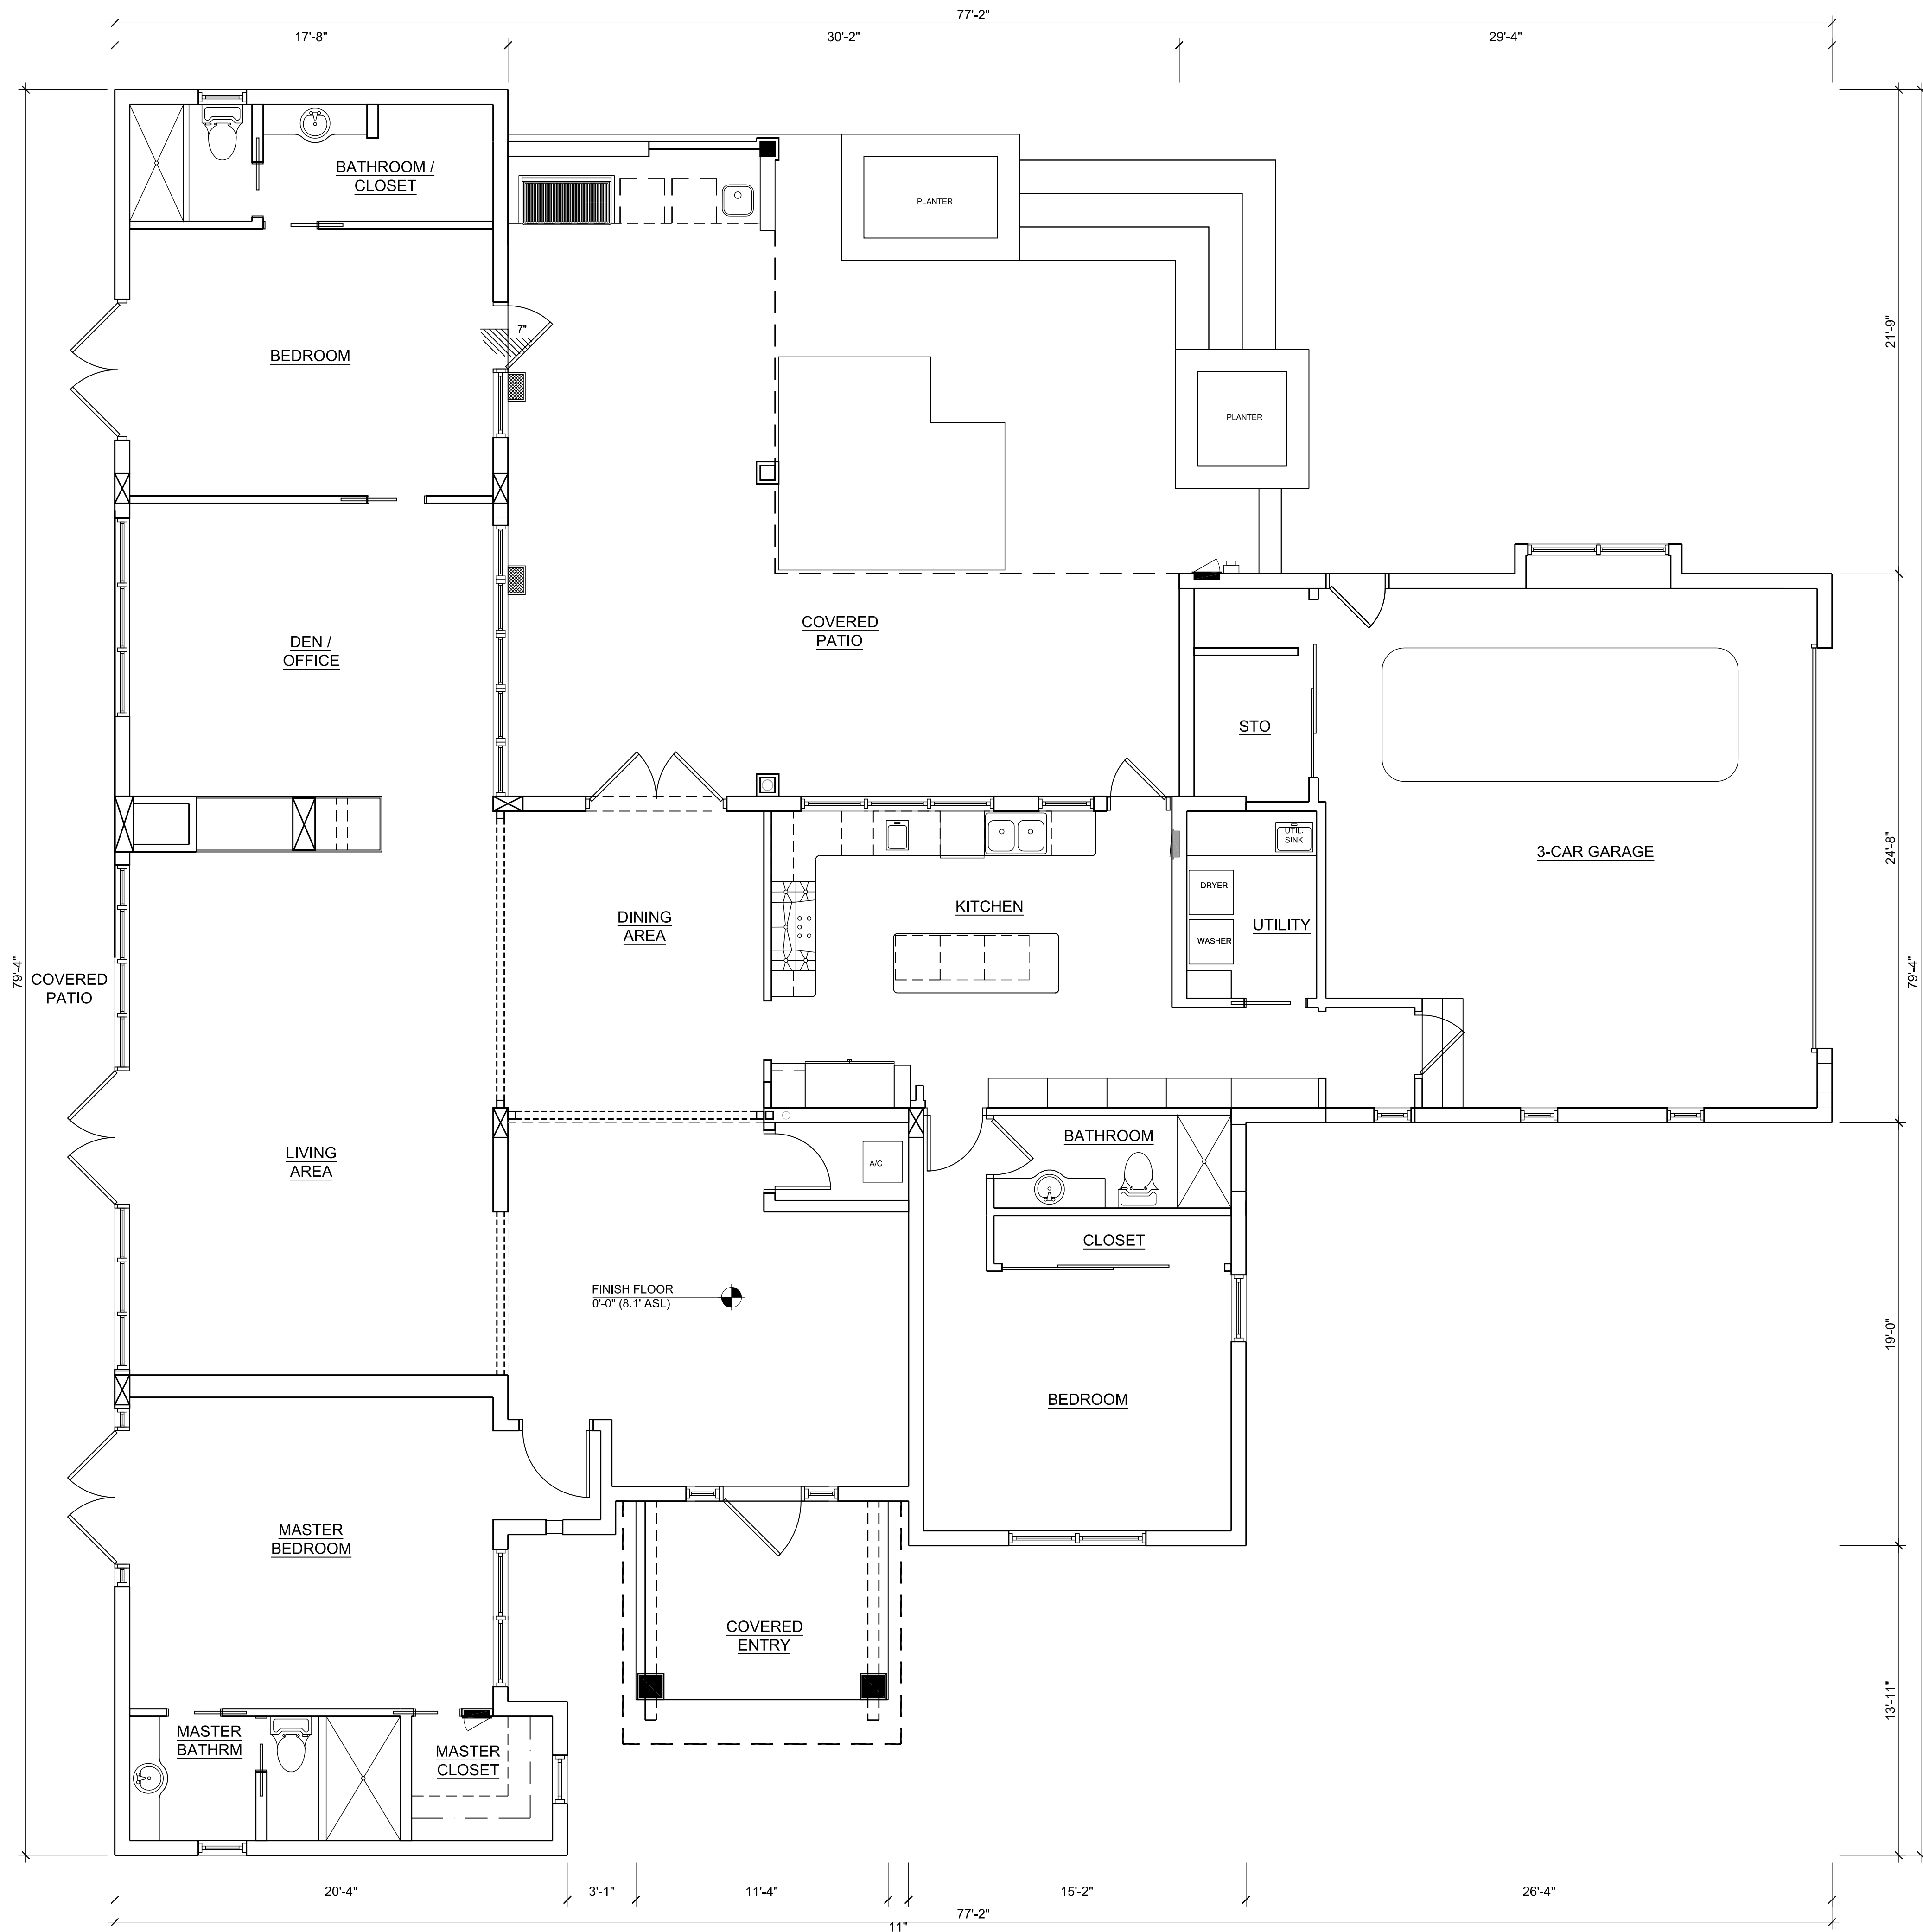 77'-2"
17'-8"
30'-2"
29'-4"
BATHROOM /
CLOSET
PLANTER
7"
BEDROOM
21'-9"
PLANTER
DEN /
OFFICE
COVERED
PATIO
STO
UTIL.
SINK
3-CAR GARAGE
24'-8"
DRYER
KITCHEN
DINING
AREA
UTILITY
WASHER
79'-4"
COVERED
PATIO
79'-4"
BATHROOM
LIVING
AREA
A/C
CLOSET
FINISH FLOOR
0'-0" (8.1' ASL)
19'-0"
BEDROOM
MASTER
BEDROOM
COVERED
ENTRY
13'-11"
MASTER
BATHRM
MASTER
CLOSET
20'-4"
3'-1"
11'-4"
15'-2"
26'-4"
77'-2"
11"